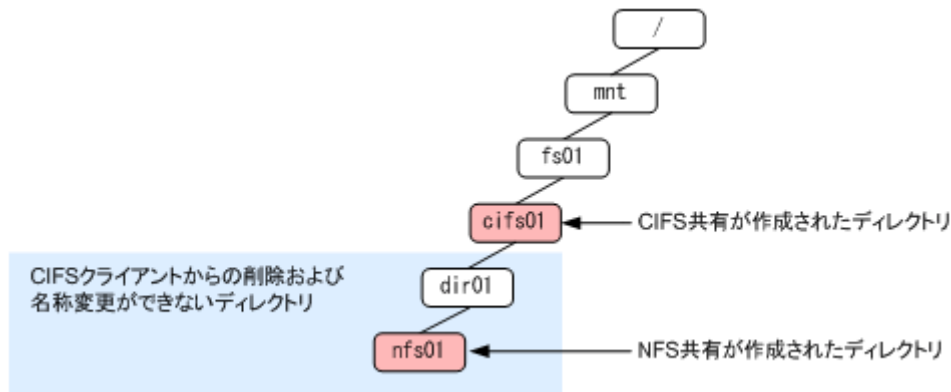 /
mnt
fs01
cifs01
CIFS共有が作成されたディレクトリ
CIFSクライアントからの削除および
名称変更ができないディレクトリ
dir01
nfs01
NFS共有が作成されたディレクトリ